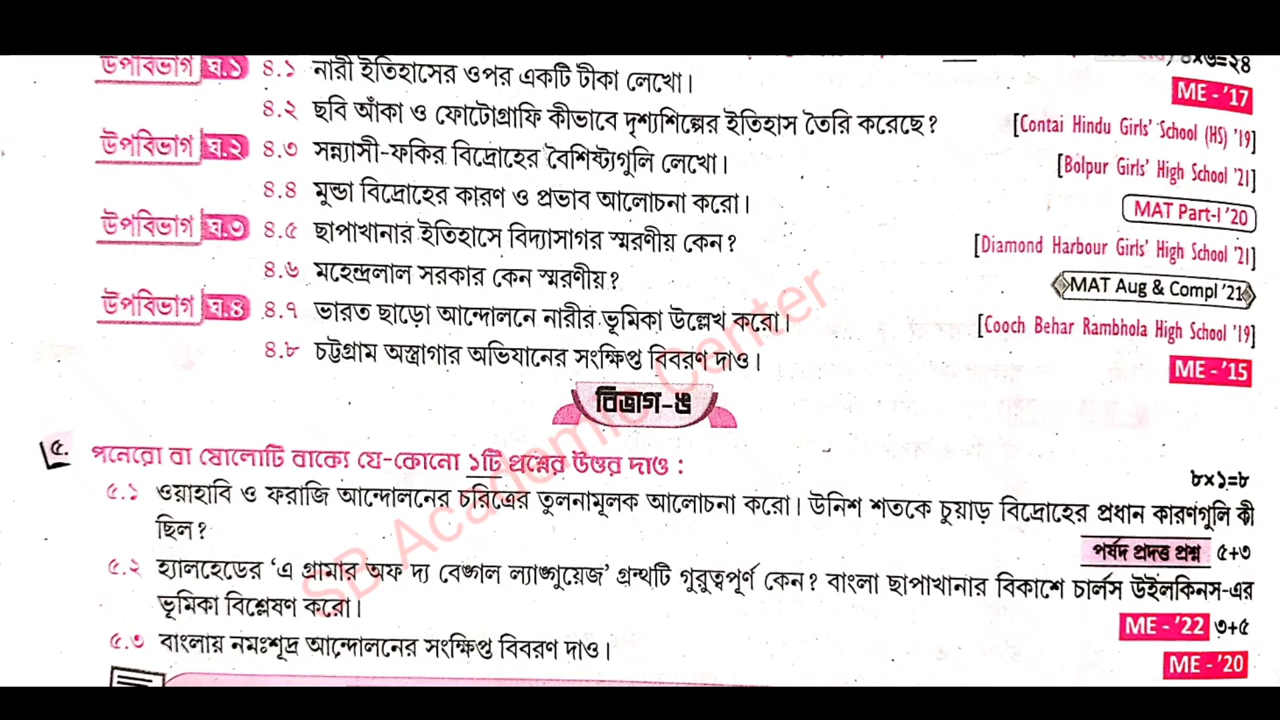 ৪×৬=২৪
উপবিভাগ ঘ.১ ৪.১ নারী ইতিহাসের ওপর একটি টীকা লেখো। ME - '17
৪.২ ছবি আঁকা ও ফোটোগ্রাফি কীভাবে দৃশ্যশিল্পের ইতিহাস তৈরি করেছে? [Contai Hindu Girls' School (HS) '19]
উপবিভাগ ঘ.২ ৪.৩ সন্ন্যাসী-ফকির বিদ্রোহের বৈশিষ্ট্যগুলি লেখো। [Bolpur Girls' High School '21]
৪.৪ মুন্ডা বিদ্রোহের কারণ ও প্রভাব আলোচনা করো। MAT Part-I '20
উপবিভাগ ঘ.৩ ৪.৫ ছাপাখানার ইতিহাসে বিদ্যাসাগর স্মরণীয় কেন? [Diamond Harbour Girls' High School '21]
৪.৬ মহেন্দ্রলাল সরকার কেন স্মরণীয়? MAT Aug & Compl '21
উপবিভাগ ঘ.৪ ৪.৭ ভারত ছাড়ো আন্দোলনে নারীর ভূমিকা উল্লেখ করো। [Cooch Behar Rambhola High School '19]
৪.৮ চট্টগ্রাম অস্ত্রাগার অভিযানের সংক্ষিপ্ত বিবরণ দাও। ME - '15
বিভাগ-ঙ
৫. পনেরো বা ষোলোটি বাক্যে যে-কোনো ১টি প্রশ্নের উত্তর দাও : ৮×১=৮
৫.১ ওয়াহাবি ও ফরাজি আন্দোলনের চরিত্রের তুলনামূলক আলোচনা করো। উনিশ শতকে চুয়াড় বিদ্রোহের প্রধান কারণগুলি কী
ছিল? পর্ষদ প্রদত্ত প্রশ্ন ৫+৩
৫.২ হ্যালহেডের 'এ গ্রামার অফ দ্য বেঙ্গল ল্যাঙ্গুয়েজ' গ্রন্থটি গুরুত্বপূর্ণ কেন? বাংলা ছাপাখানার বিকাশে চার্লস উইলকিনস-এর
ভূমিকা বিশ্লেষণ করো। ME - '22 ৩+৫
৫.৩ বাংলায় নমঃশূদ্র আন্দোলনের সংক্ষিপ্ত বিবরণ দাও। ME - '20
SB Academic Center